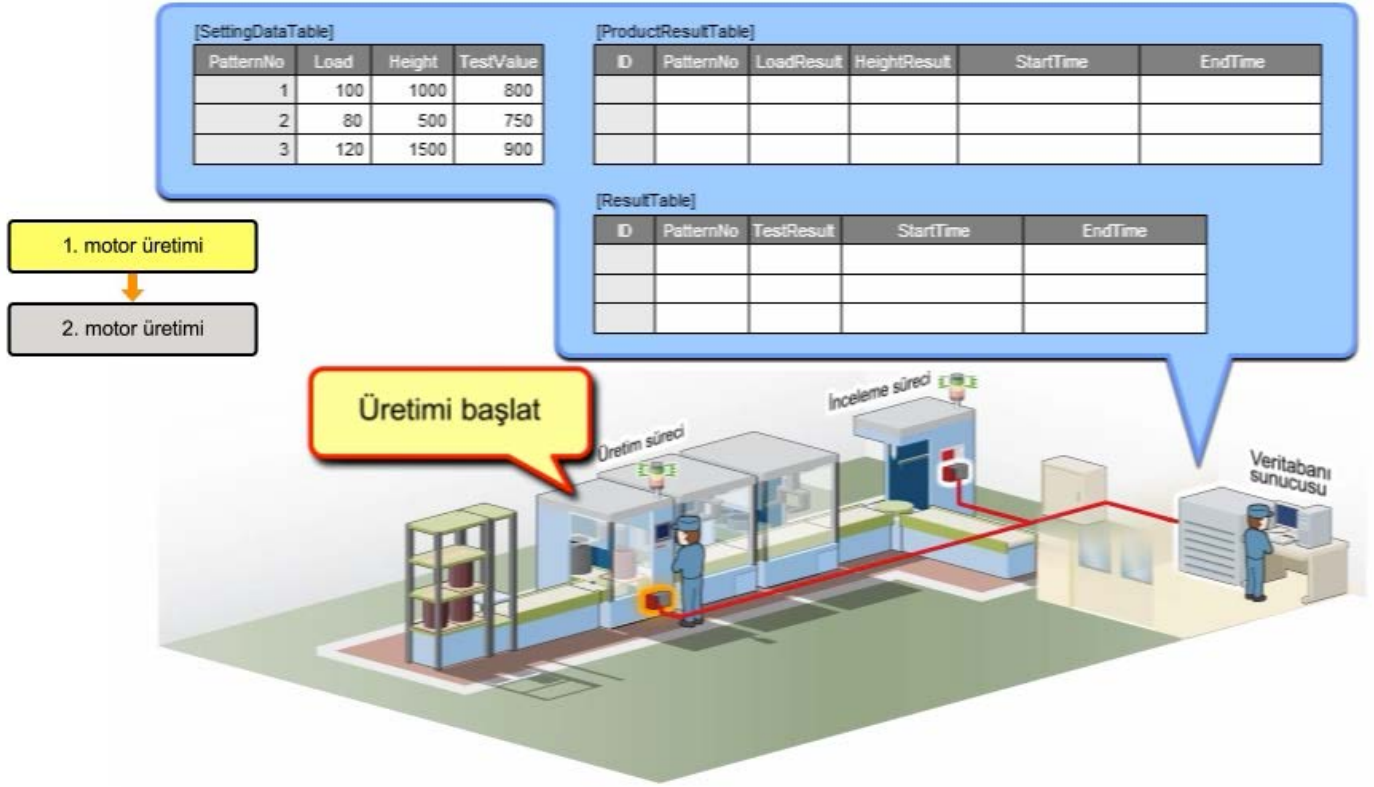 [SettingDataTable]
PatternNo Load Height TestValue
1 100 1000 800
2 80 500 750
3 120 1500 900
[ProductResultTable]
ID PatternNo LoadResult HeightResult StartTime EndTime
[ResultTable]
ID PatternNo TestResult StartTime EndTime
1. motor üretimi
2. motor üretimi
Üretimi başlat
Üretim süreci
İnceleme süreci
Veritabanı
sunucusu